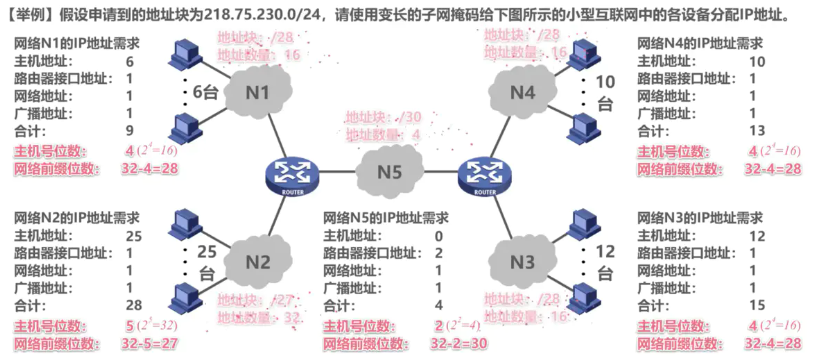 【举例】假设申请到的地址块为218.75.230.0/24，请使用变长的子网掩码给下图所示的小型互联网中的各设备分配IP地址。
网络N1的IP地址需求
主机地址： 6
路由器接口地址： 1
网络地址： 1
广播地址： 1
合计： 9
主机号位数： 4 (2^4=16)
网络前缀位数： 32-4=28
地址块：/28
地址数量：16
6台
N1
地址块：/30
地址数量：4
N5
ROUTER
ROUTER
地址块：/28
地址数量：16
N4
10
台
网络N4的IP地址需求
主机地址： 10
路由器接口地址： 1
网络地址： 1
广播地址： 1
合计： 13
主机号位数： 4 (2^4=16)
网络前缀位数： 32-4=28
网络N2的IP地址需求
主机地址： 25
路由器接口地址： 1
网络地址： 1
广播地址： 1
合计： 28
主机号位数： 5 (2^5=32)
网络前缀位数： 32-5=27
25
台
N2
地址块：/27
地址数量：32
网络N5的IP地址需求
主机地址： 0
路由器接口地址： 2
网络地址： 1
广播地址： 1
合计： 4
主机号位数： 2 (2^2=4)
网络前缀位数： 32-2=30
N3
地址块：/28
地址数量：16
12
台
网络N3的IP地址需求
主机地址： 12
路由器接口地址： 1
网络地址： 1
广播地址： 1
合计： 15
主机号位数： 4 (2^4=16)
网络前缀位数： 32-4=28